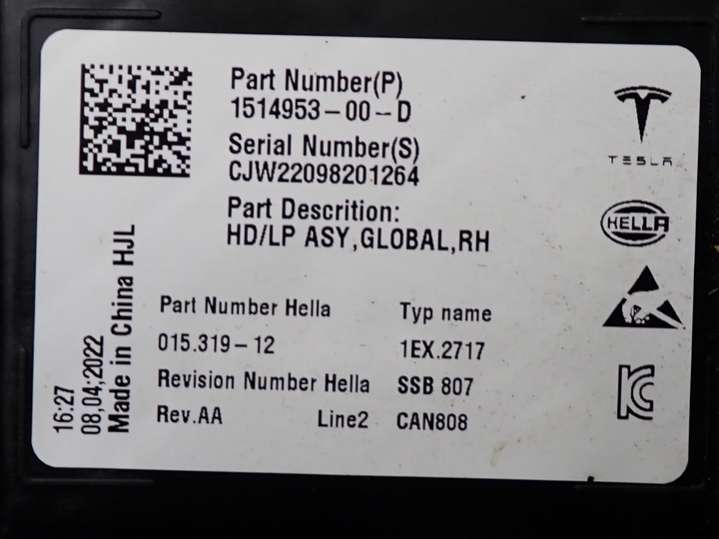 Part Number(P)
1514953-00-D
Serial Number(S)
CJW22098201264
Part Descrition:
HD/LP ASY,GLOBAL,RH
TESLA
HELLA
Part Number Hella
Typ name
015.319-12
1EX.2717
Revision Number Hella
SSB 807
Rev.AA
Line2
CAN808
16:27
08,04;2022
Made in China HJL